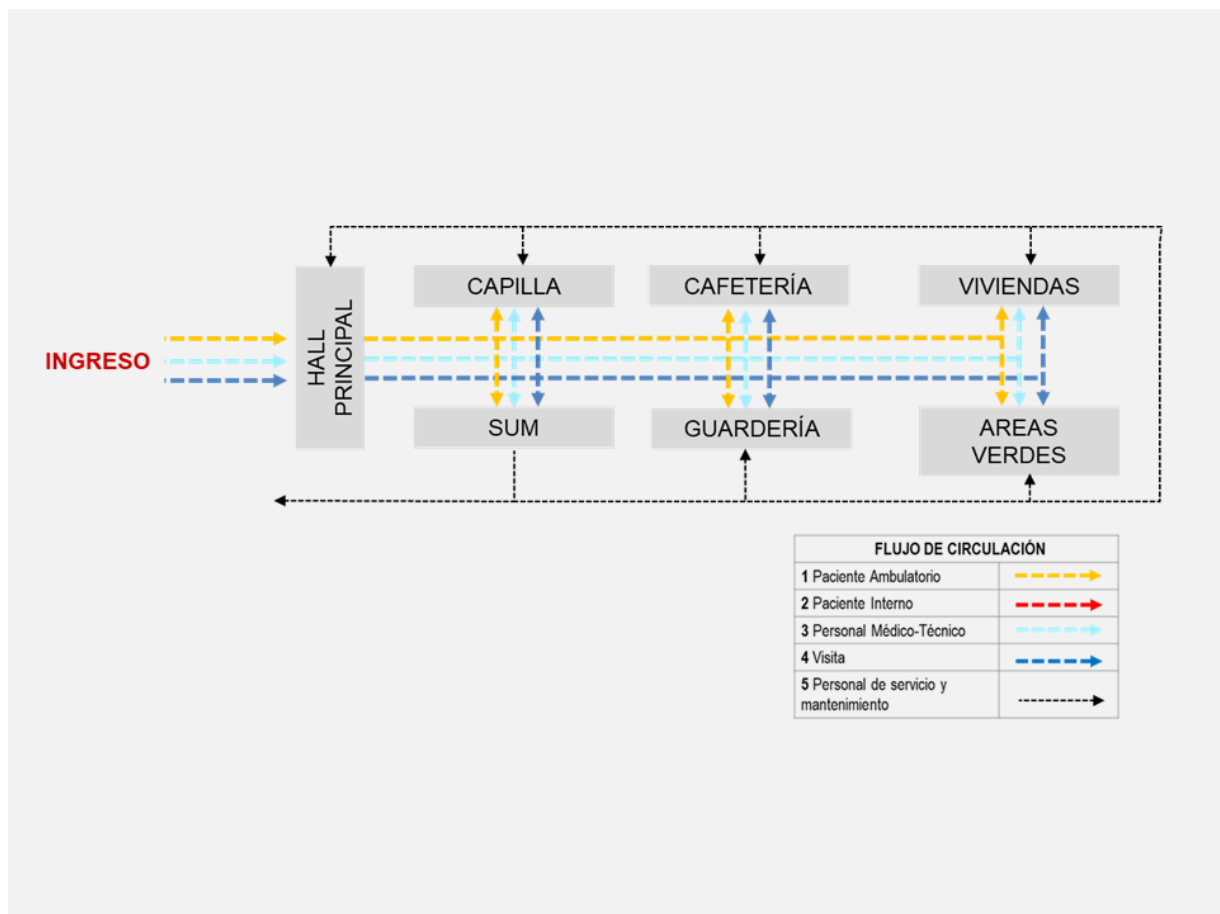 CAPILLA
CAFETERÍA
VIVIENDAS
INGRESO
HALL
PRINCIPAL
SUM
GUARDERÍA
AREAS
VERDES
FLUJO DE CIRCULACIÓN
1 Paciente Ambulatorio
2 Paciente Interno
3 Personal Médico-Técnico
4 Visita
5 Personal de servicio y
mantenimiento